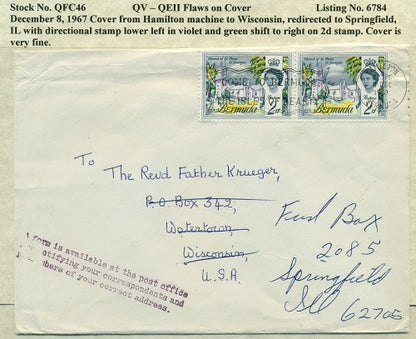 Stock No. QFC46 QV – QEII Flaws on Cover Listing No. 6784
December 8, 1967 Cover from Hamilton machine to Wisconsin, redirected to Springfield,
IL with directional stamp lower left in violet and green shift to right on 2d stamp. Cover is
very fine.
Bermuda 2d
Bermuda 2d
To
The Revd Father Krueger,
P.O Box 342,
Watertown
Wisconsin,
U.S.A.
Fwd Box
2085
Springfield
Ill
62705
form is available at the post office
notifying your correspondents and
of your correct address.